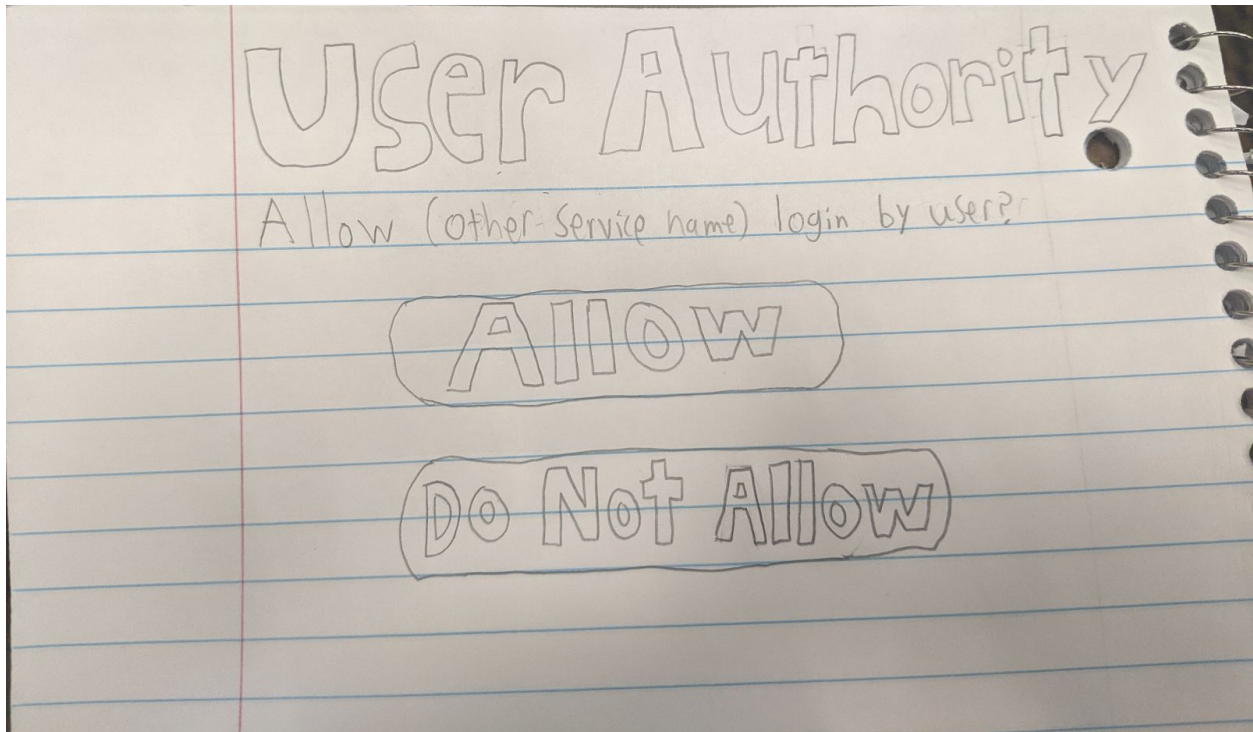 User Authority
Allow (other service name) login by user?
Allow
Do Not Allow